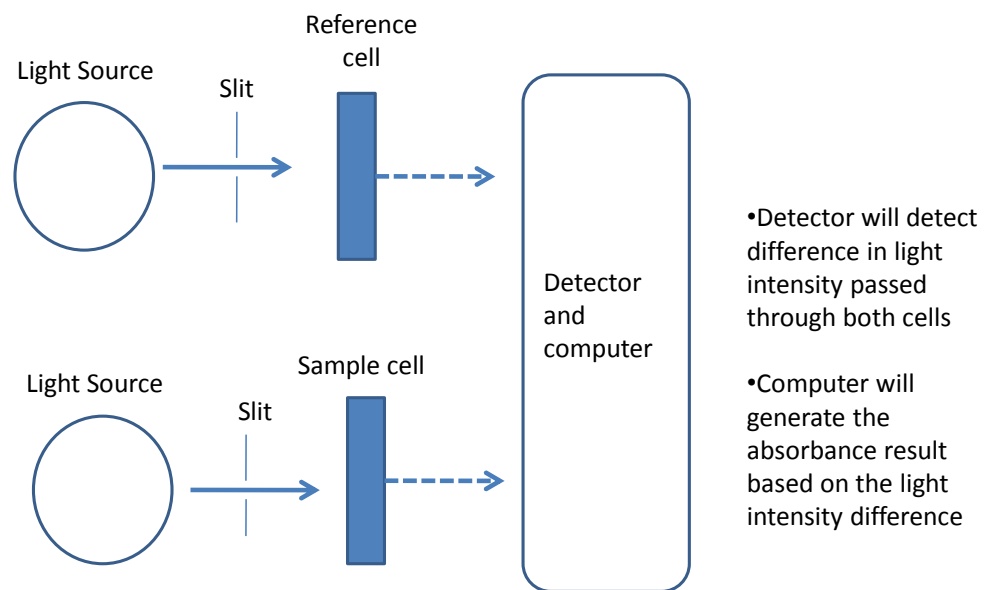 Reference
cell
Light Source
Slit
Detector
and
computer
Sample cell
Light Source
Slit
•Detector will detect
difference in light
intensity passed
through both cells
•Computer will
generate the
absorbance result
based on the light
intensity difference